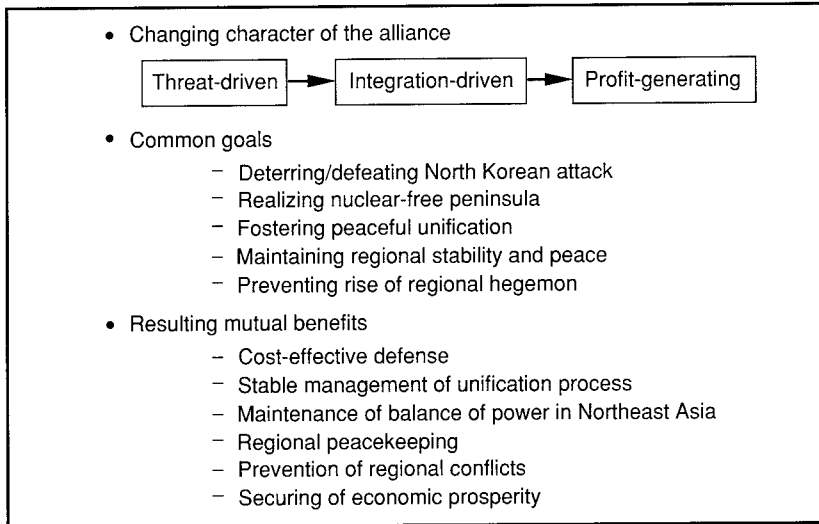 • Changing character of the alliance
Threat-driven Integration-driven Profit-generating
• Common goals
– Deterring/defeating North Korean attack
– Realizing nuclear-free peninsula
– Fostering peaceful unification
– Maintaining regional stability and peace
– Preventing rise of regional hegemon
• Resulting mutual benefits
– Cost-effective defense
– Stable management of unification process
– Maintenance of balance of power in Northeast Asia
– Regional peacekeeping
– Prevention of regional conflicts
– Securing of economic prosperity